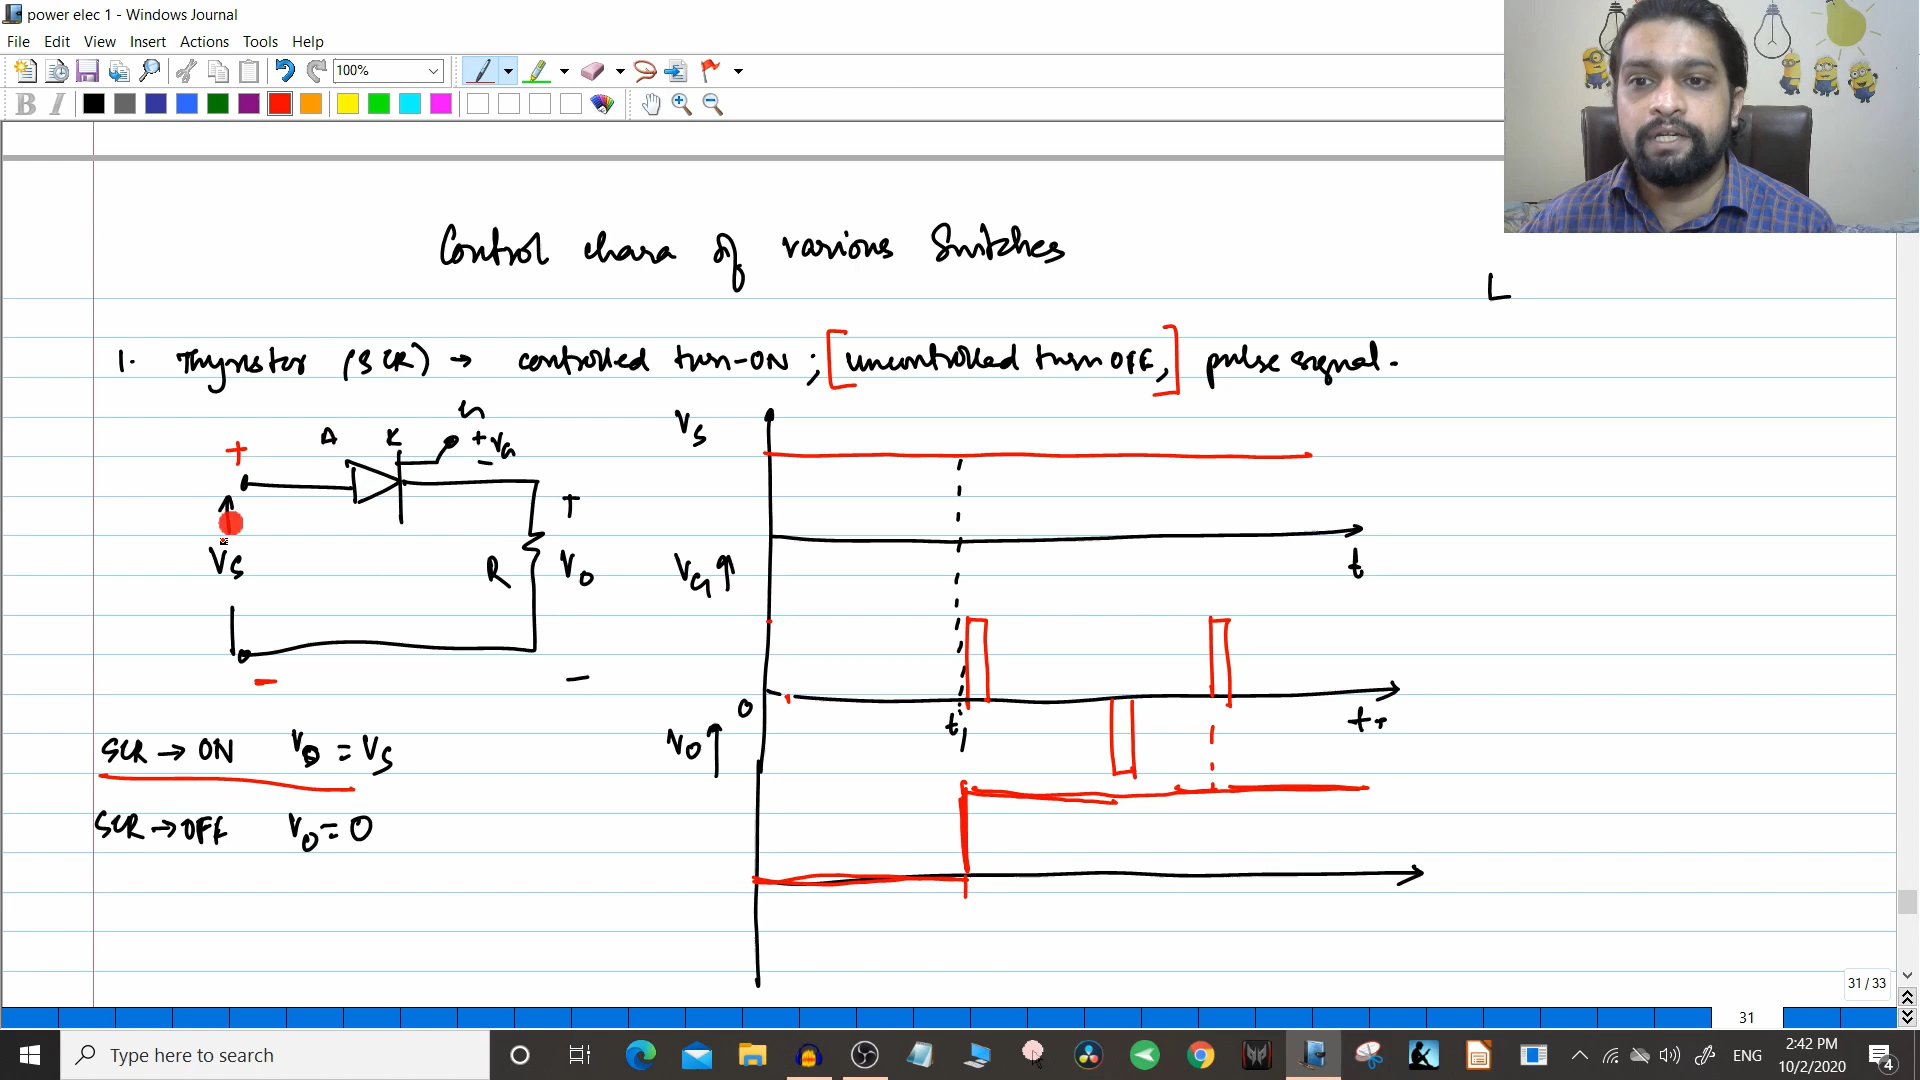 power elec 1 - Windows Journal
File Edit View Insert Actions Tools Help
100%
B I
Control chara of various Switches
L
1. Thyristor (SCR) → controlled turn-ON ; [uncontrolled turn OFF,] pulse signal.
A K G
+ VG -
+
VS
-
R
+
VO
-
VS
t
VG ↑
0
t1
t→
VO ↑
SCR → ON VO = VS
SCR → OFF VO = 0
31 / 33
31
Type here to search
ENG
2:42 PM
10/2/2020
4